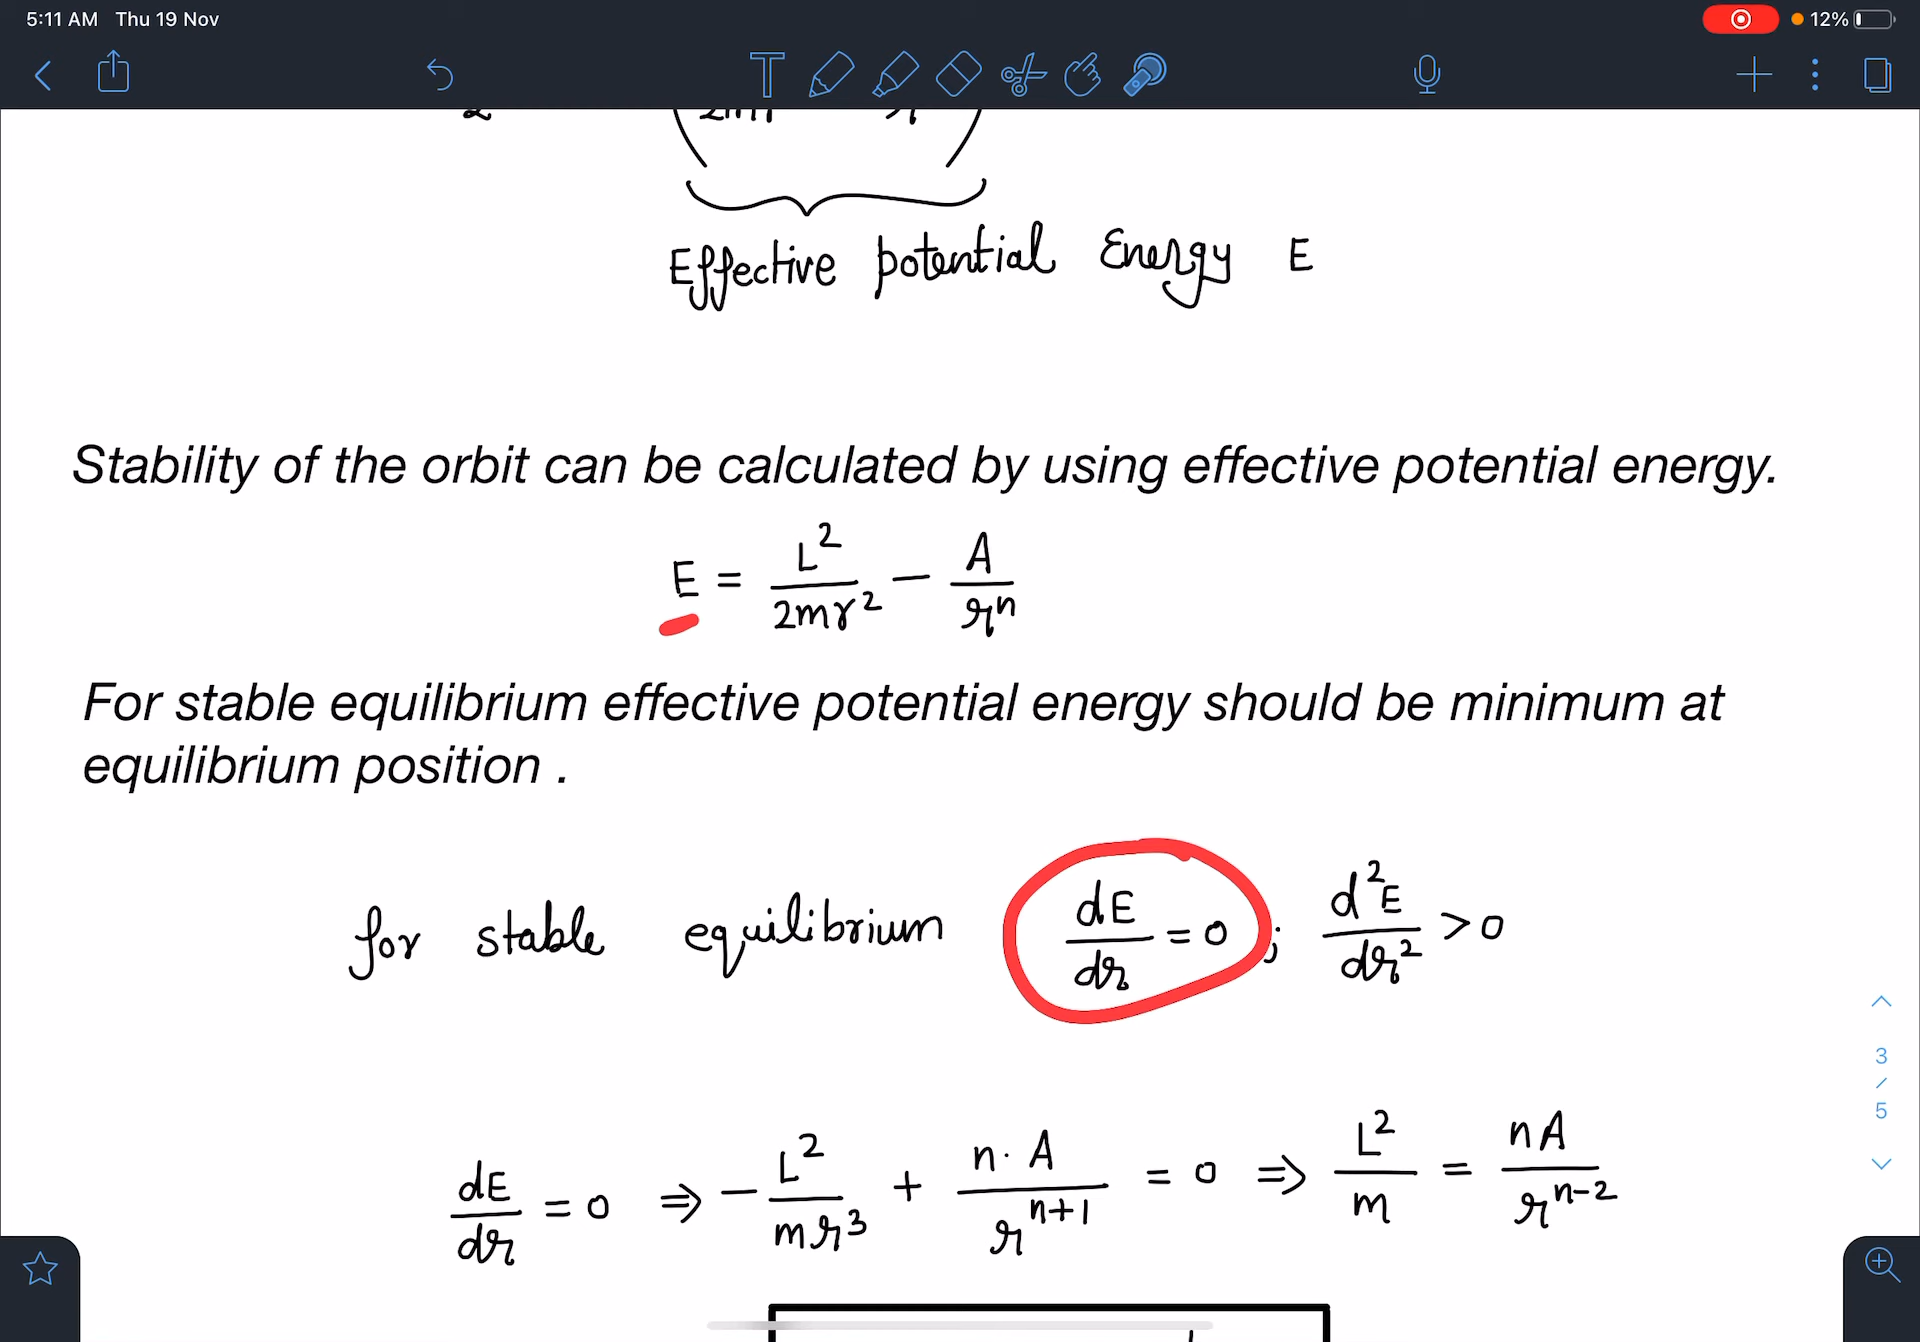 5:11 AM Thu 19 Nov
12%
T
Effective potential Energy E
Stability of the orbit can be calculated by using effective potential energy.
E = L²/2mr² − A/rⁿ
For stable equilibrium effective potential energy should be minimum at
equilibrium position .
for stable equilibrium dE/dr = 0 ; d²E/dr² > 0
3
/
5
dE/dr = 0 ⇒ − L²/mr³ + n· A/rⁿ⁺¹ = 0 ⇒ L²/m = nA/rⁿ⁻²